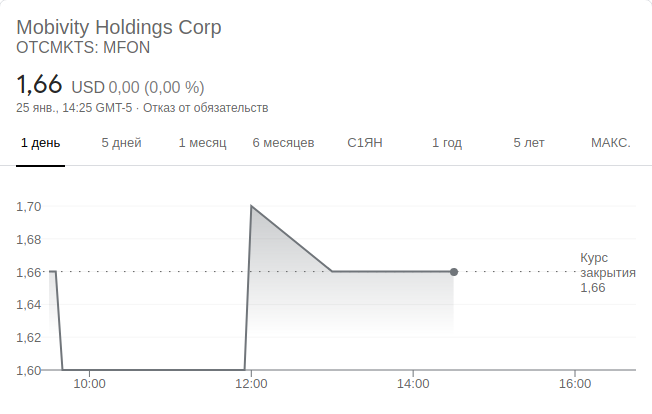 Mobivity Holdings Corp
OTCMKTS: MFON
1,66 USD 0,00 (0,00 %)
25 янв., 14:25 GMT-5 · Отказ от обязательств
1 день 5 дней 1 месяц 6 месяцев С1ЯН 1 год 5 лет МАКС.
1,70
1,68
1,66
1,64
1,62
1,60
Курс
закрытия
1,66
10:00 12:00 14:00 16:00